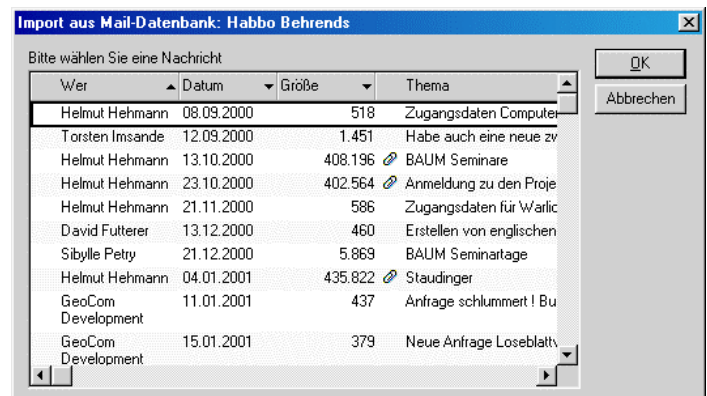 Import aus Mail-Datenbank: Habbo Behrends
Bitte wählen Sie eine Nachricht
OK
Abbrechen
Wer Datum Größe Thema
Helmut Hehmann 08.09.2000 518 Zugangsdaten Computer
Torsten Imsande 12.09.2000 1.451 Habe auch eine neue zw
Helmut Hehmann 13.10.2000 408.196 BAUM Seminare
Helmut Hehmann 23.10.2000 402.564 Anmeldung zu den Proje
Helmut Hehmann 21.11.2000 586 Zugangsdaten für Warlic
David Futterer 13.12.2000 460 Erstellen von englischen
Sibylle Petry 21.12.2000 5.869 BAUM Seminartage
Helmut Hehmann 04.01.2001 435.822 Staudinger
GeoCom 11.01.2001 437 Anfrage schlummert ! Bu
Development
GeoCom 15.01.2001 379 Neue Anfrage Loseblattv
Development